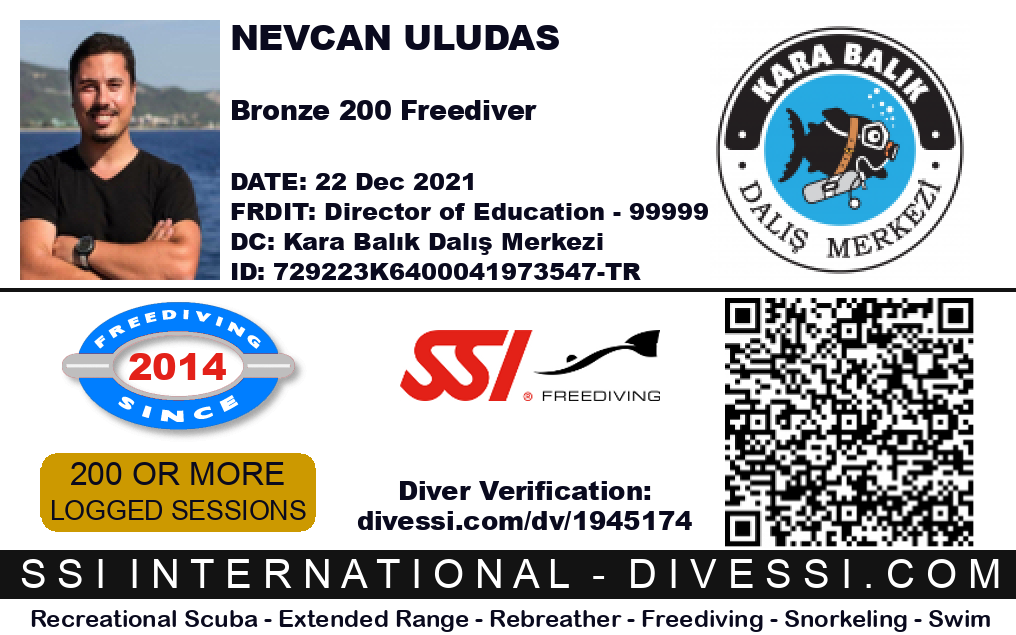 NEVCAN ULUDAS
Bronze 200 Freediver
DATE: 22 Dec 2021
FRDIT: Director of Education - 99999
DC: Kara Balık Dalış Merkezi
ID: 729223K6400041973547-TR
KARA BALIK
DALIŞ MERKEZİ
FREEDIVING
2014
SINCE
200 OR MORE
LOGGED SESSIONS
SSI ®
FREEDIVING
Diver Verification:
divessi.com/dv/1945174
SSI INTERNATIONAL - DIVESSI.COM
Recreational Scuba - Extended Range - Rebreather - Freediving - Snorkeling - Swim